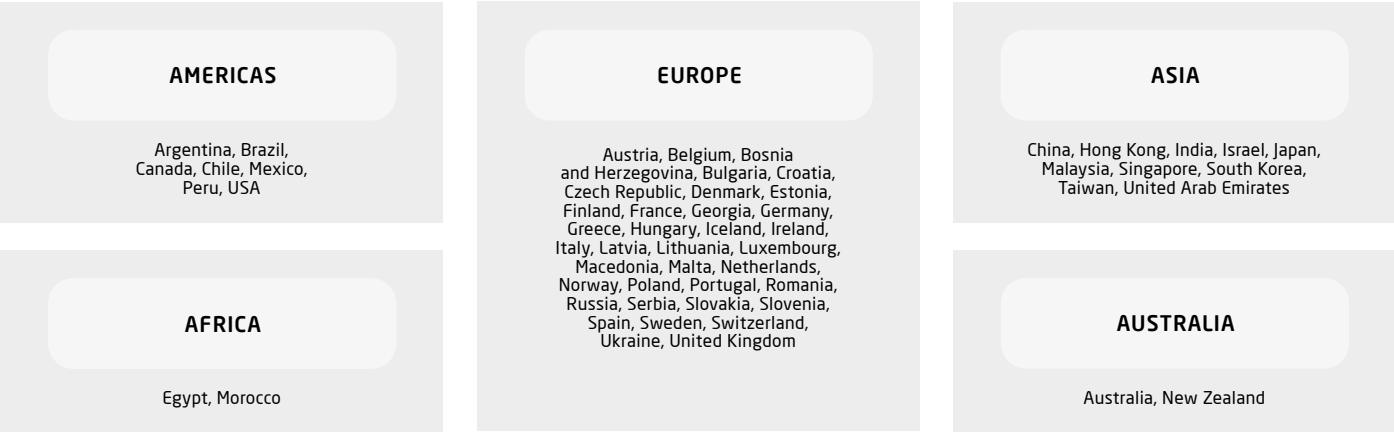 AMERICAS
Argentina, Brazil,
Canada, Chile, Mexico,
Peru, USA
AFRICA
Egypt, Morocco
EUROPE
Austria, Belgium, Bosnia
and Herzegovina, Bulgaria, Croatia,
Czech Republic, Denmark, Estonia,
Finland, France, Georgia, Germany,
Greece, Hungary, Iceland, Ireland,
Italy, Latvia, Lithuania, Luxembourg,
Macedonia, Malta, Netherlands,
Norway, Poland, Portugal, Romania,
Russia, Serbia, Slovakia, Slovenia,
Spain, Sweden, Switzerland,
Ukraine, United Kingdom
ASIA
China, Hong Kong, India, Israel, Japan,
Malaysia, Singapore, South Korea,
Taiwan, United Arab Emirates
AUSTRALIA
Australia, New Zealand